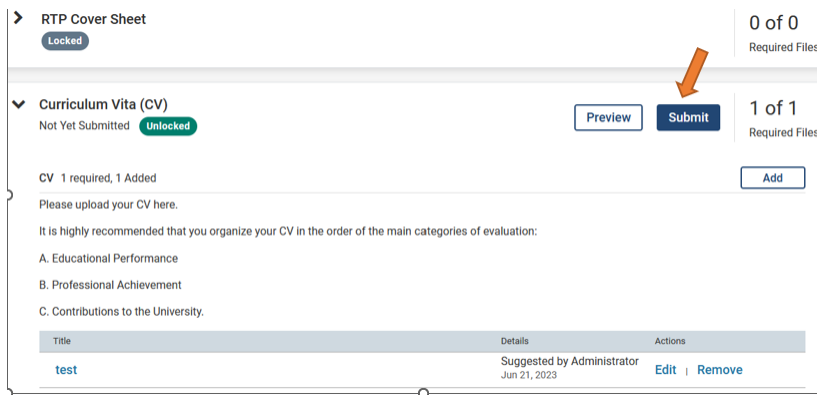 RTP Cover Sheet
Locked
0 of 0
Required Files
Curriculum Vita (CV)
Not Yet Submitted Unlocked
Preview
Submit
1 of 1
Required Files
CV 1 required, 1 Added
Add
Please upload your CV here.
It is highly recommended that you organize your CV in the order of the main categories of evaluation:
A. Educational Performance
B. Professional Achievement
C. Contributions to the University.
Title Details Actions
test
Suggested by Administrator
Jun 21, 2023
Edit | Remove